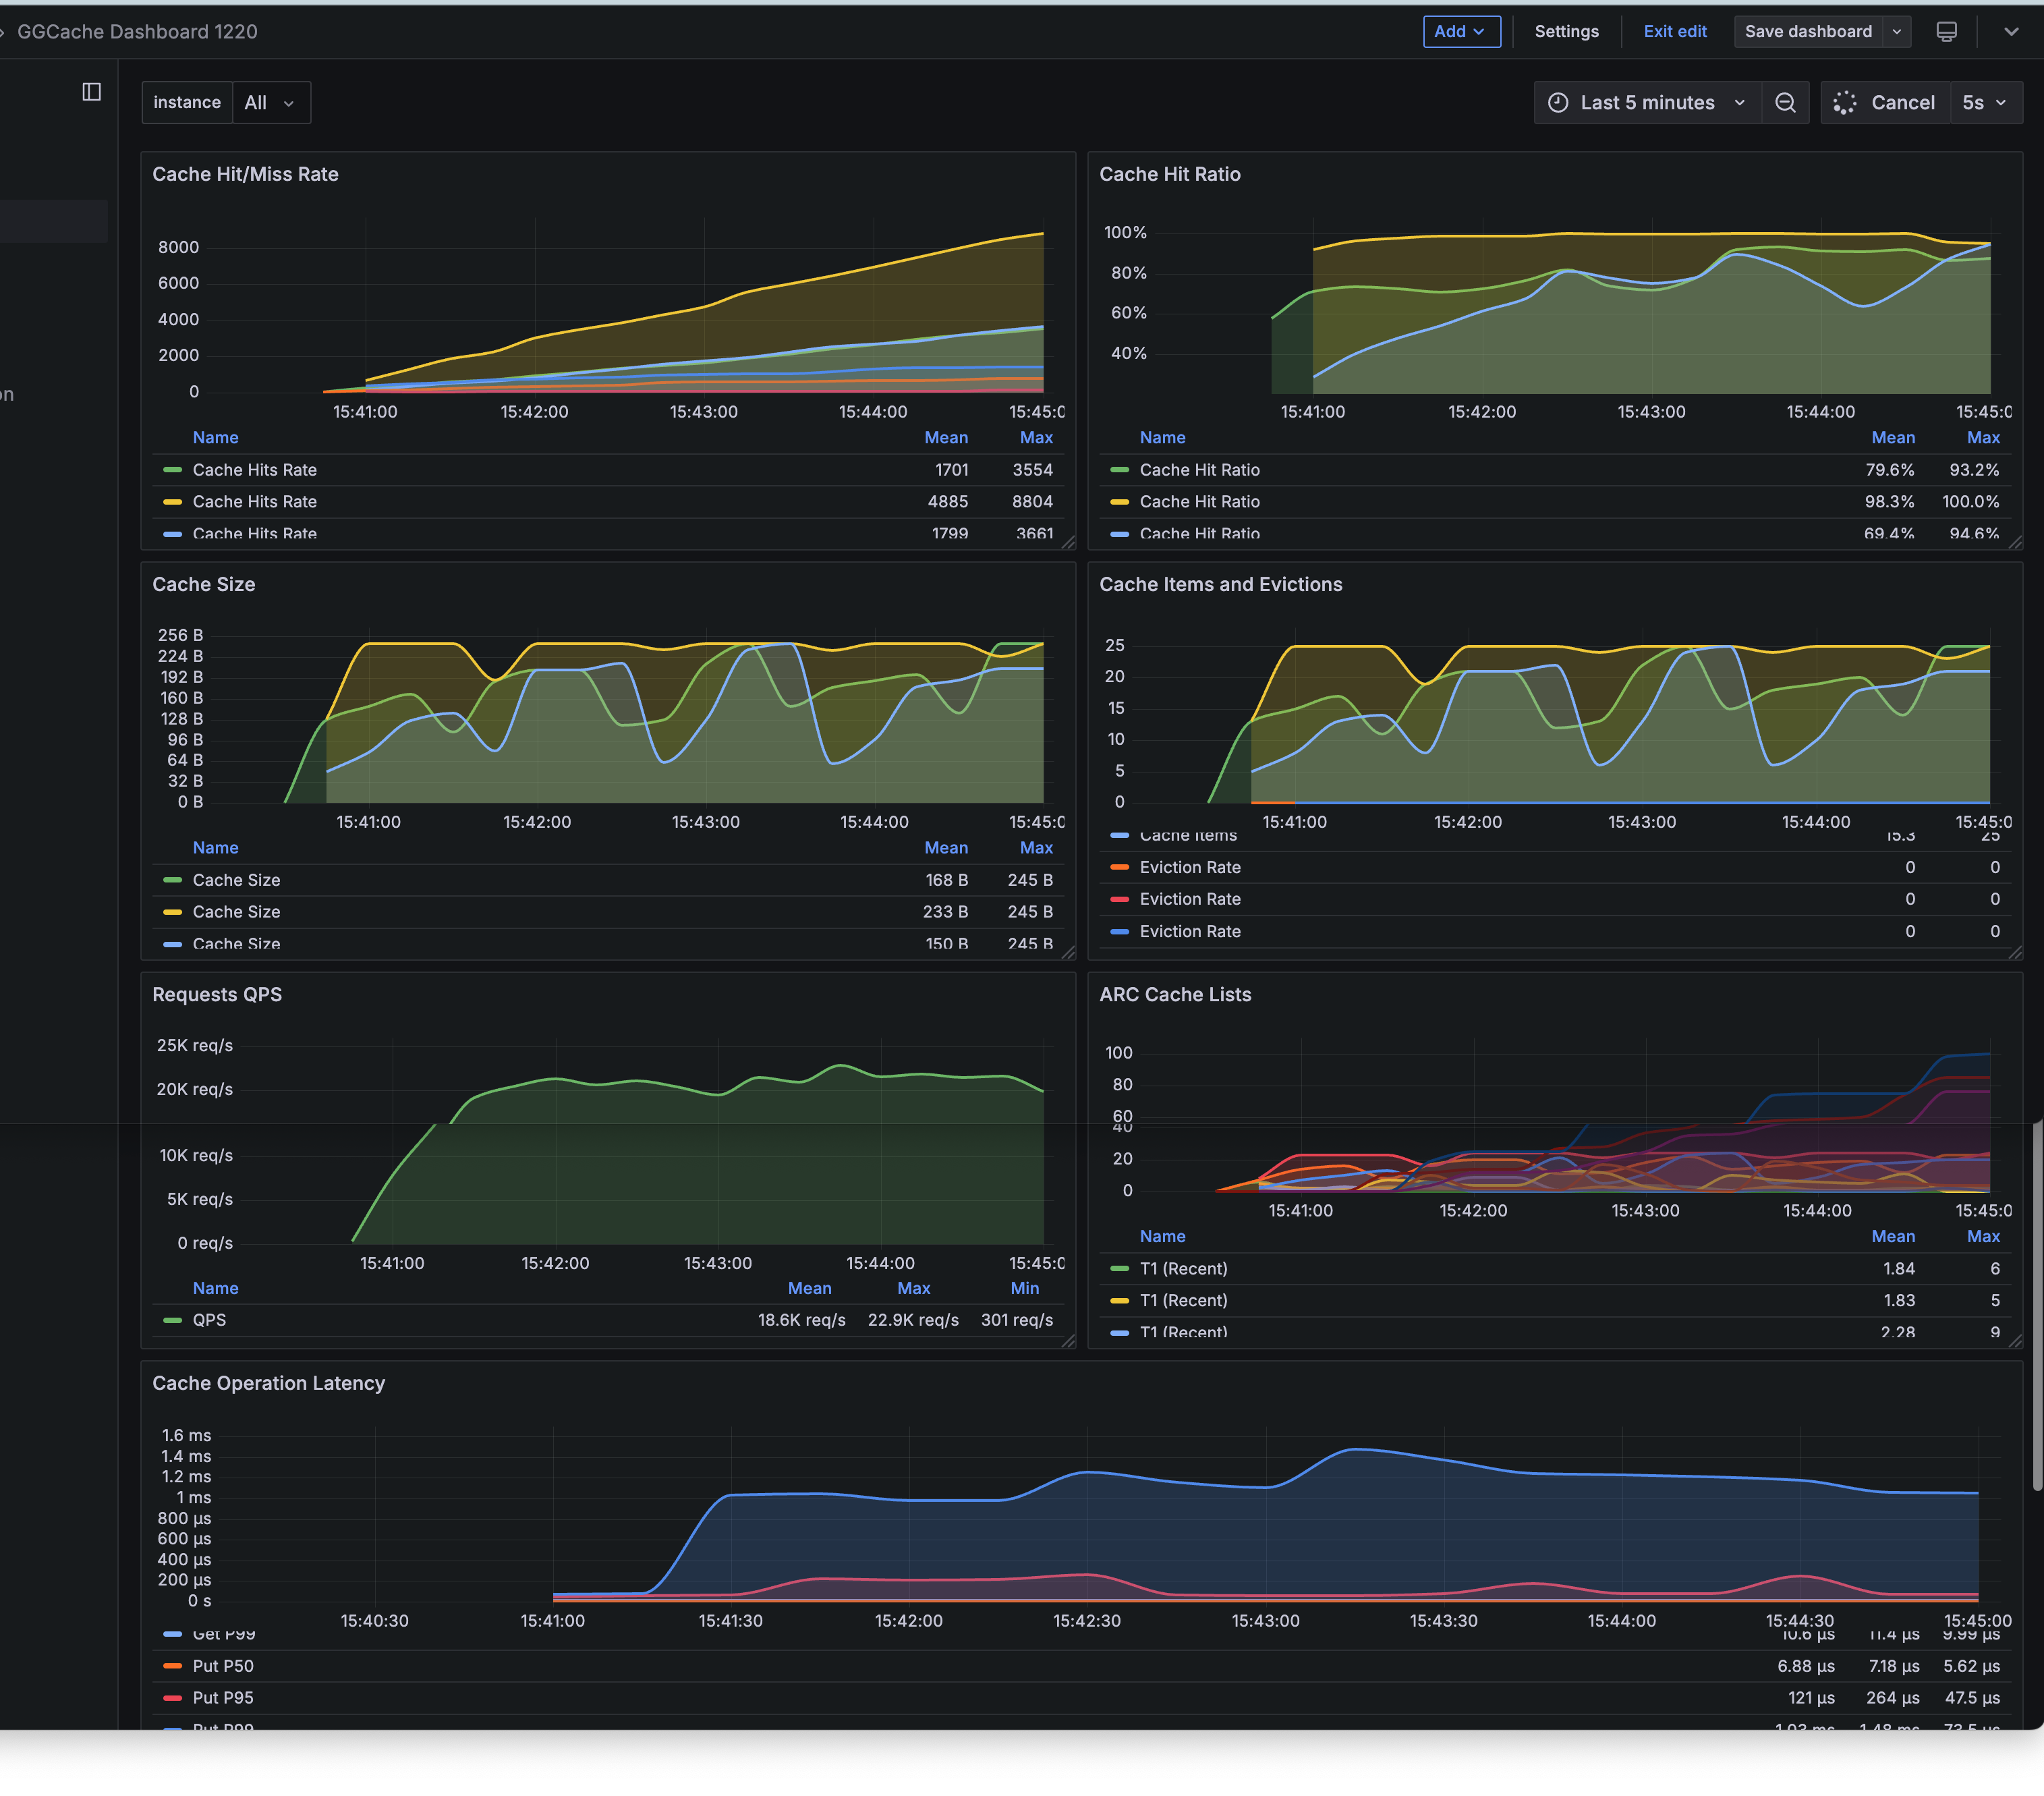 GGCache Dashboard 1220
Add
Settings
Exit edit
Save dashboard
instance
All
Last 5 minutes
Cancel
5s
on
Cache Hit/Miss Rate
8000
6000
4000
2000
0
15:41:00 15:42:00 15:43:00 15:44:00 15:45:0
Name Mean Max
Cache Hits Rate 1701 3554
Cache Hits Rate 4885 8804
Cache Hits Rate 1799 3661
Cache Hit Ratio
100%
80%
60%
40%
15:41:00 15:42:00 15:43:00 15:44:00 15:45:0
Name Mean Max
Cache Hit Ratio 79.6% 93.2%
Cache Hit Ratio 98.3% 100.0%
Cache Hit Ratio 69.4% 94.6%
Cache Size
256 B
224 B
192 B
160 B
128 B
96 B
64 B
32 B
0 B
15:41:00 15:42:00 15:43:00 15:44:00 15:45:0
Name Mean Max
Cache Size 168 B 245 B
Cache Size 233 B 245 B
Cache Size 150 B 245 B
Cache Items and Evictions
25
20
15
10
5
0
15:41:00 15:42:00 15:43:00 15:44:00 15:45:0
Cache Items 15.3 25
Eviction Rate 0 0
Eviction Rate 0 0
Eviction Rate 0 0
Requests QPS
25K req/s
20K req/s
10K req/s
5K req/s
0 req/s
15:41:00 15:42:00 15:43:00 15:44:00 15:45:0
Name Mean Max Min
QPS 18.6K req/s 22.9K req/s 301 req/s
ARC Cache Lists
100
80
60
40
20
0
15:41:00 15:42:00 15:43:00 15:44:00 15:45:0
Name Mean Max
T1 (Recent) 1.84 6
T1 (Recent) 1.83 5
T1 (Recent) 2.28 9
Cache Operation Latency
1.6 ms
1.4 ms
1.2 ms
1 ms
800 µs
600 µs
400 µs
200 µs
0 s
15:40:30 15:41:00 15:41:30 15:42:00 15:42:30 15:43:00 15:43:30 15:44:00 15:44:30 15:45:00
Get P99 10.6 µs 11.4 µs 9.99 µs
Put P50 6.88 µs 7.18 µs 5.62 µs
Put P95 121 µs 264 µs 47.5 µs
Put P99 1.03 ms 1.48 ms 73.5 µs